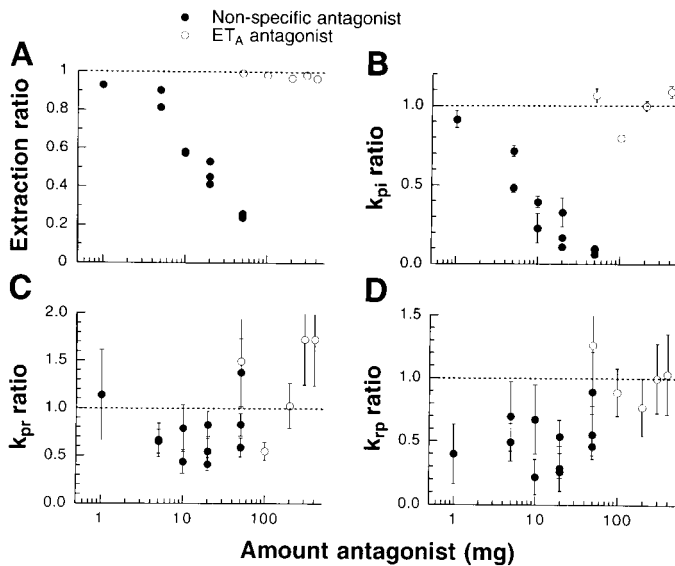 Non-specific antagonist
ETA antagonist
A
Extraction ratio
1
0.8
0.6
0.4
0.2
0
B
kpi ratio
1.0
0.5
0.0
C
kpr ratio
2.0
1.5
1.0
0.5
0.0
1
10
100
D
krp ratio
1.5
1.0
0.5
0.0
1
10
100
Amount antagonist (mg)